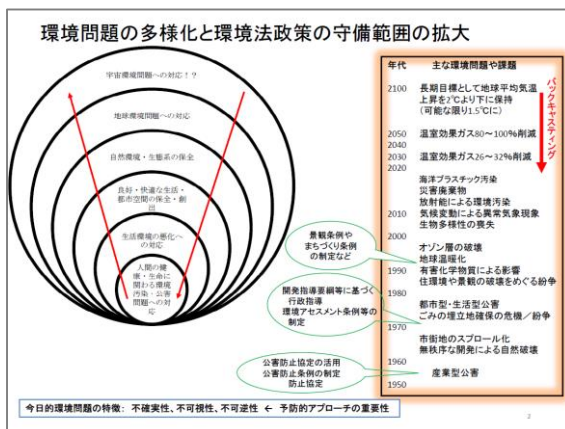 環境問題の多様化と環境法政策の守備範囲の拡大
宇宙環境問題への対応！？
地球環境問題への対応
自然環境・生態系の保全
良好・快適な生活・
都市空間の保全・創
出
生活環境の悪化へ
の対応
人間の健
康・生命に
関わる環境
汚染・公害
問題への対
応
年代 主な環境問題や課題
2100 長期目標として地球平均気温
上昇を2℃より下に保持
(可能な限り1.5℃に)
バックキャスティング
2050 温室効果ガス80～100%削減
2040
2030 温室効果ガス26～32%削減
2020
海洋プラスチック汚染
災害廃棄物
放射能による環境汚染
2010 気候変動による異常気象現象
生物多様性の喪失
2000
オゾン層の破壊
地球温暖化
1990 有害化学物質による影響
住環境や景観の破壊をめぐる紛争
1980
都市型・生活型公害
ごみの埋立地確保の危機／紛争
1970
市街地のスプロール化
無秩序な開発による自然破壊
1960
産業型公害
1950
景観条例や
まちづくり条例
の制定など
開発指導要綱等に基づく
行政指導
環境アセスメント条例等の
制定
公害防止協定の活用
公害防止条例の制定
防止協定
今日的環境問題の特徴： 不確実性、不可視性、不可逆性 ← 予防的アプローチの重要性
2